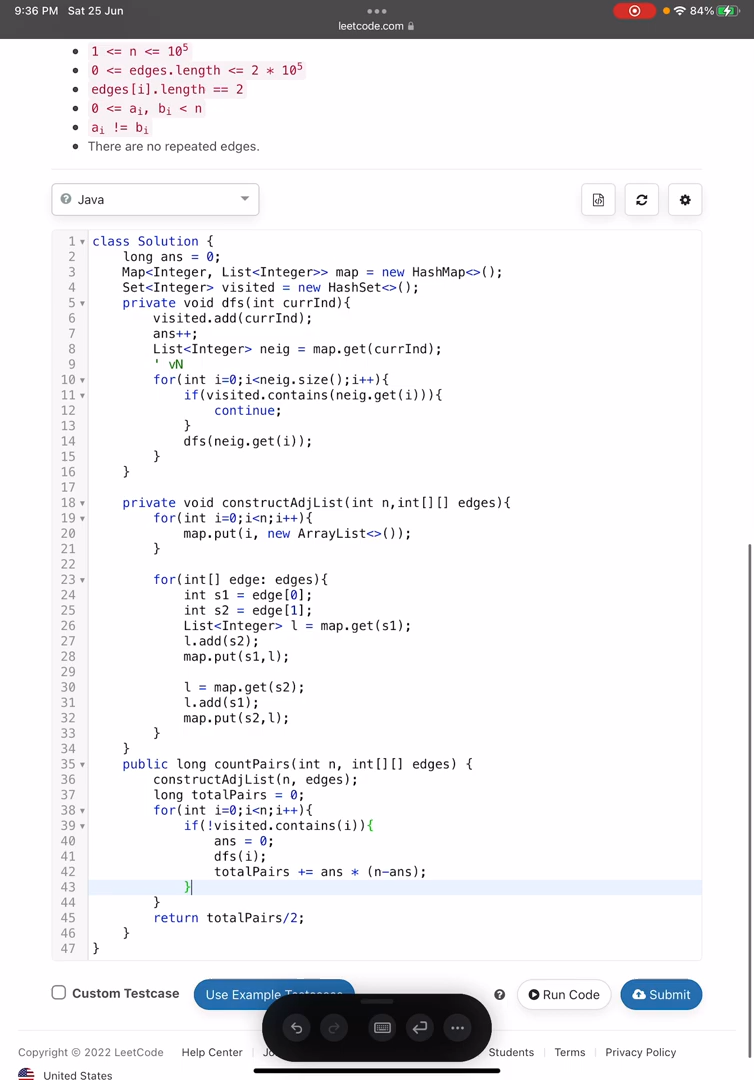 9:36 PM Sat 25 Jun
84%
leetcode.com
1 <= n <= 10⁵
0 <= edges.length <= 2 * 10⁵
edges[i].length == 2
0 <= aᵢ, bᵢ < n
aᵢ != bᵢ
There are no repeated edges.
Java
1 class Solution {
2 long ans = 0;
3 Map<Integer, List<Integer>> map = new HashMap<>();
4 Set<Integer> visited = new HashSet<>();
5 private void dfs(int currInd){
6 visited.add(currInd);
7 ans++;
8 List<Integer> neig = map.get(currInd);
9 ' vN
10 for(int i=0;i<neig.size();i++){
11 if(visited.contains(neig.get(i))){
12 continue;
13 }
14 dfs(neig.get(i));
15 }
16 }
17
18 private void constructAdjList(int n,int[][] edges){
19 for(int i=0;i<n;i++){
20 map.put(i, new ArrayList<>());
21 }
22
23 for(int[] edge: edges){
24 int s1 = edge[0];
25 int s2 = edge[1];
26 List<Integer> l = map.get(s1);
27 l.add(s2);
28 map.put(s1,l);
29
30 l = map.get(s2);
31 l.add(s1);
32 map.put(s2,l);
33 }
34 }
35 public long countPairs(int n, int[][] edges) {
36 constructAdjList(n, edges);
37 long totalPairs = 0;
38 for(int i=0;i<n;i++){
39 if(!visited.contains(i)){
40 ans = 0;
41 dfs(i);
42 totalPairs += ans * (n-ans);
43 }
44 }
45 return totalPairs/2;
46 }
47 }
Custom Testcase
Use Example
Run Code
Submit
Copyright © 2022 LeetCode Help Center Students Terms Privacy Policy
United States